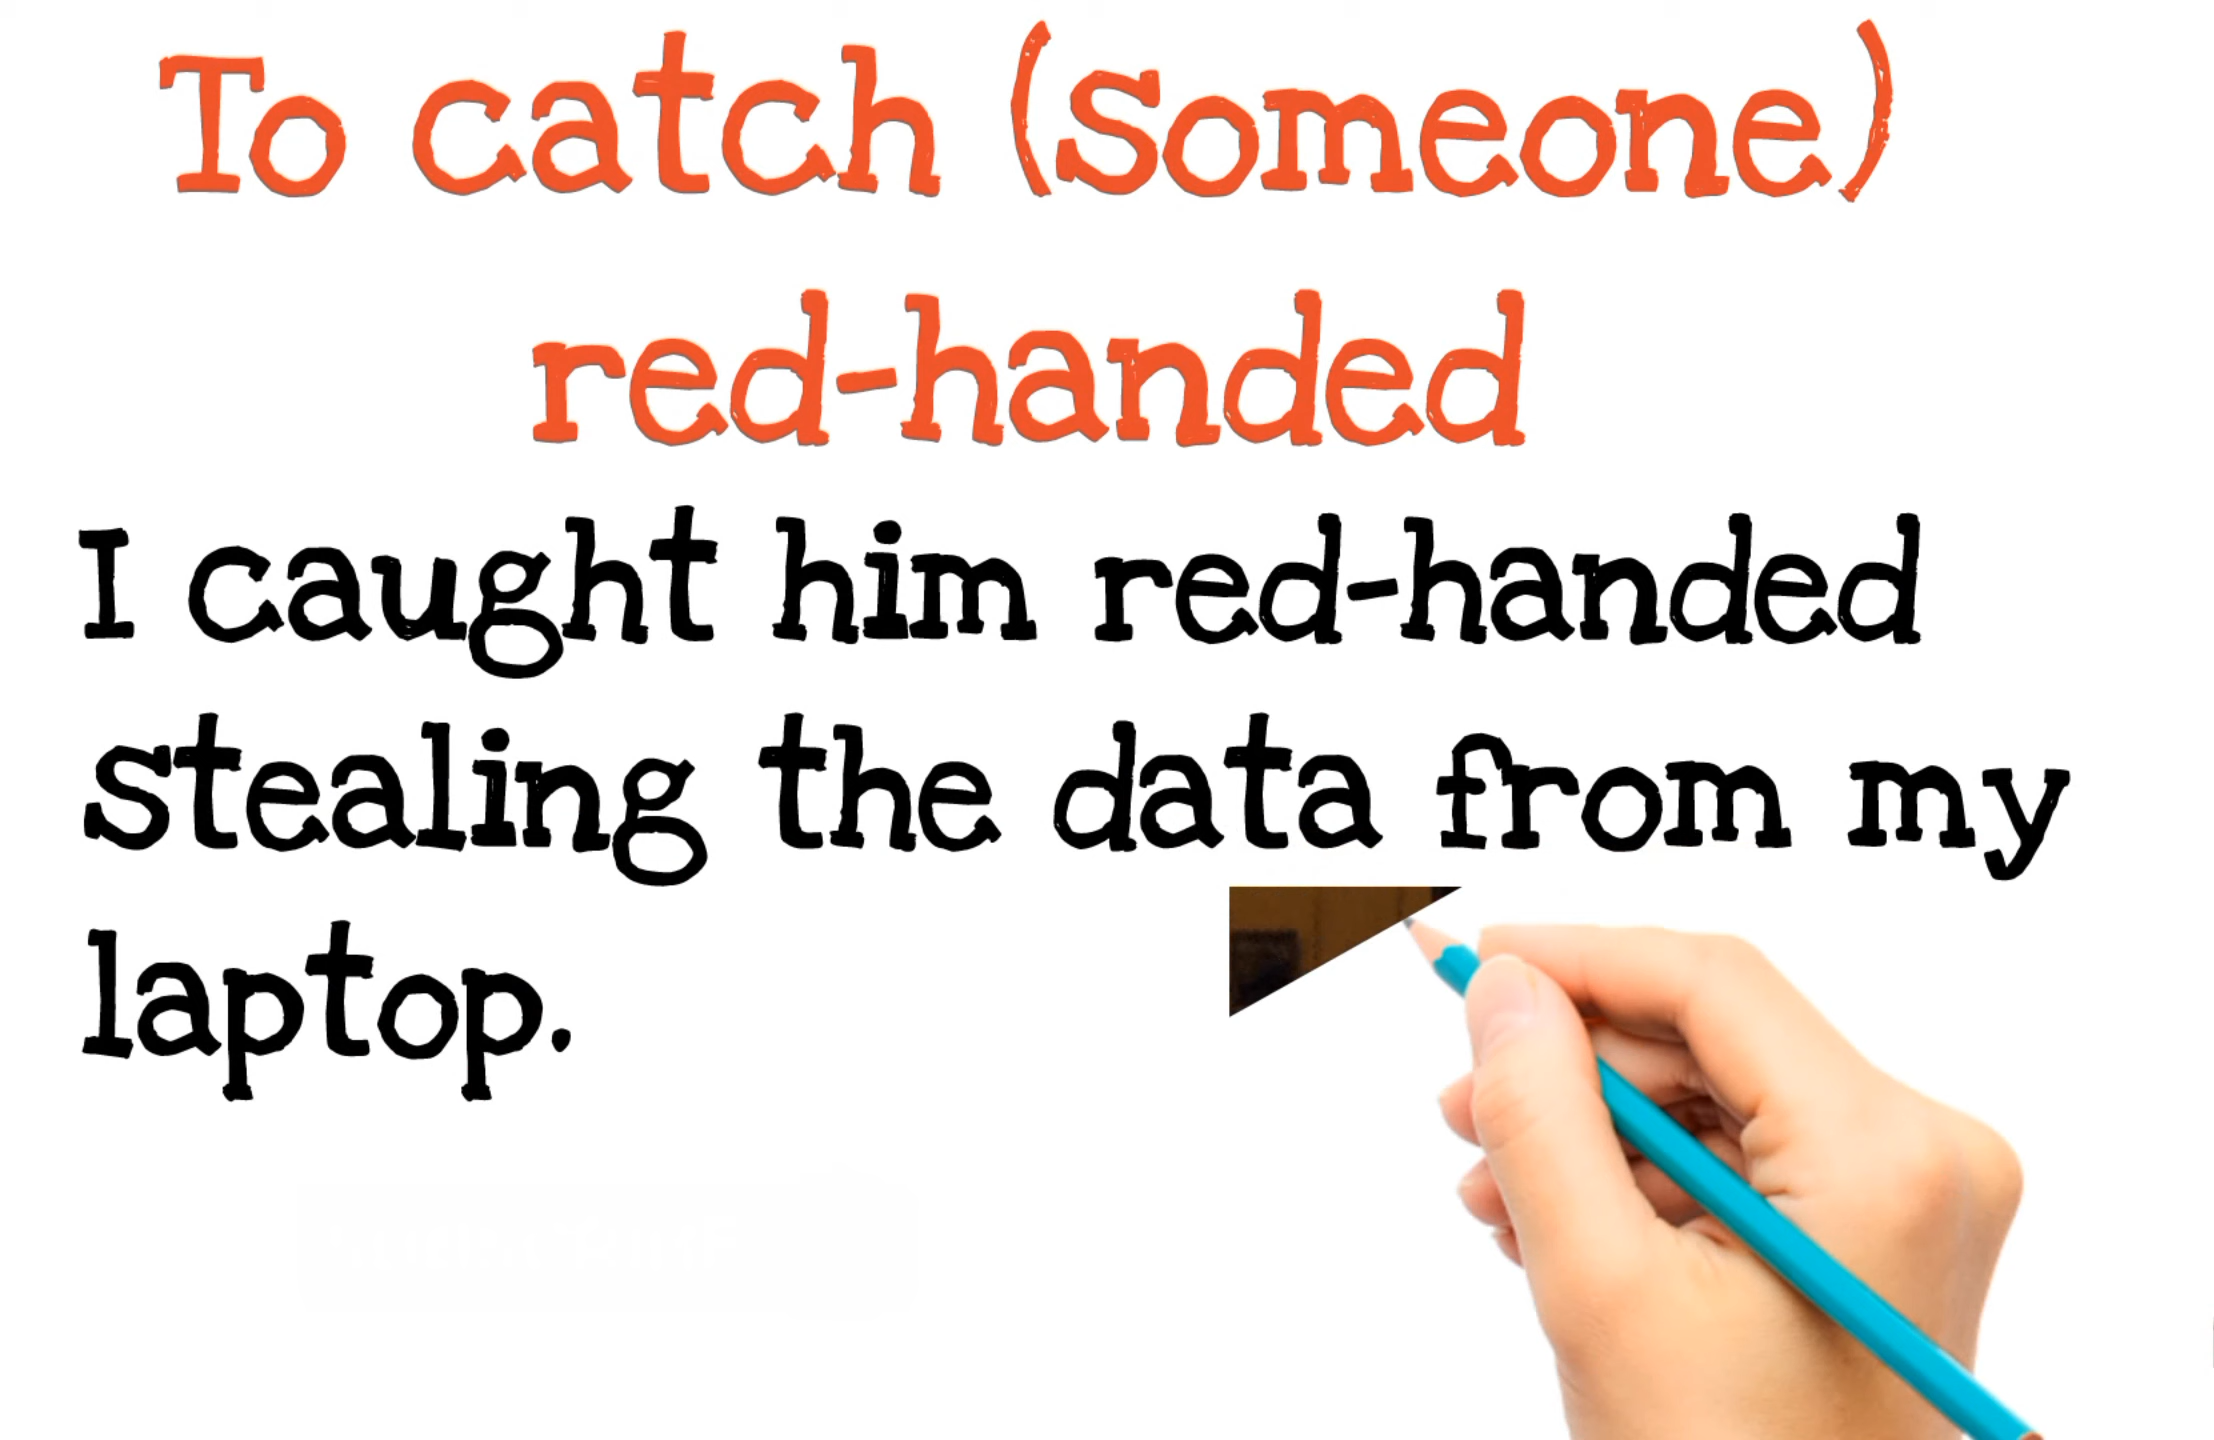 To catch (someone)
red-handed
I caught him red-handed
stealing the data from my
laptop.